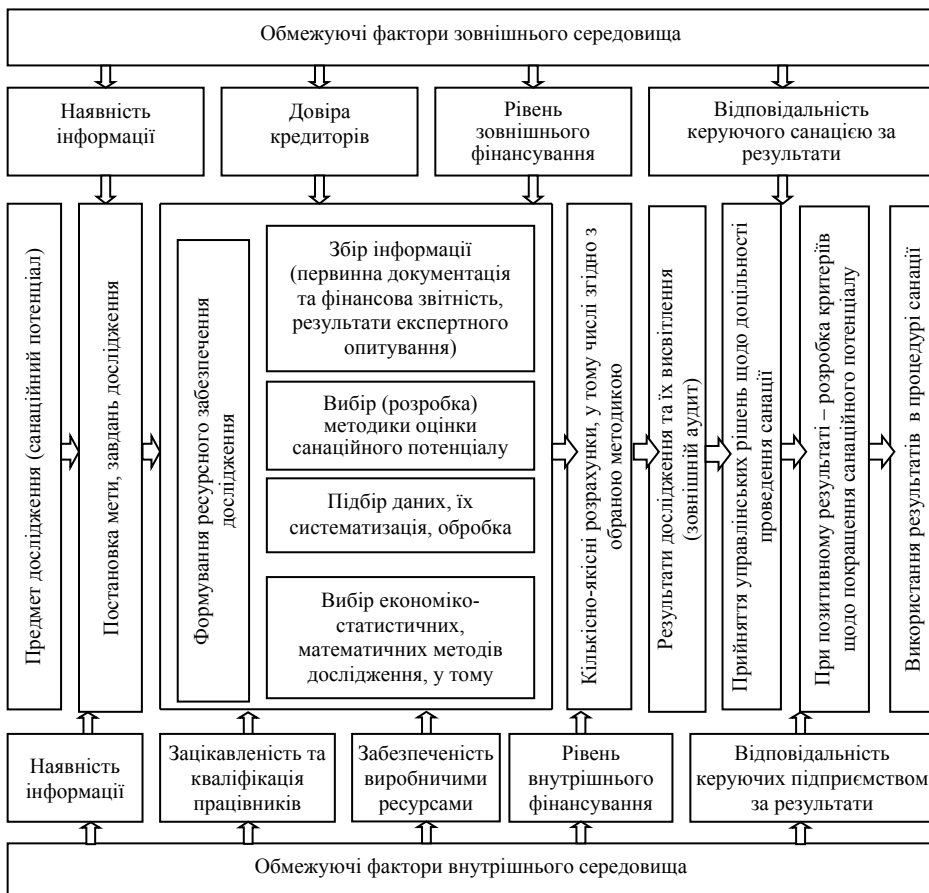 Обмежуючі фактори зовнішнього середовища
Наявність
інформації
Довіра
кредиторів
Рівень
зовнішнього
фінансування
Відповідальність
керуючого санацією за
результати
Предмет дослідження (санаційний потенціал)
Постановка мети, завдань дослідження
Формування ресурсного забезпечення
дослідження
Збір інформації
(первинна документація
та фінансова звітність,
результати експертного
опитування)
Вибір (розробка)
методики оцінки
санаційного потенціалу
Підбір даних, їх
систематизація, обробка
Вибір економіко-
статистичних,
математичних методів
дослідження, у тому
Кількісно-якісні розрахунки, у тому числі згідно з
обраною методикою
Результати дослідження та їх висвітлення
(зовнішній аудит)
Прийняття управлінських рішень щодо доцільності
проведення санації
При позитивному результаті – розробка критеріїв
щодо покращення санаційного потенціалу
Використання результатів в процедурі санації
Наявність
інформації
Зацікавленість та
кваліфікація
працівників
Забезпеченість
виробничими
ресурсами
Рівень
внутрішнього
фінансування
Відповідальність
керуючих підприємством
за результати
Обмежуючі фактори внутрішнього середовища